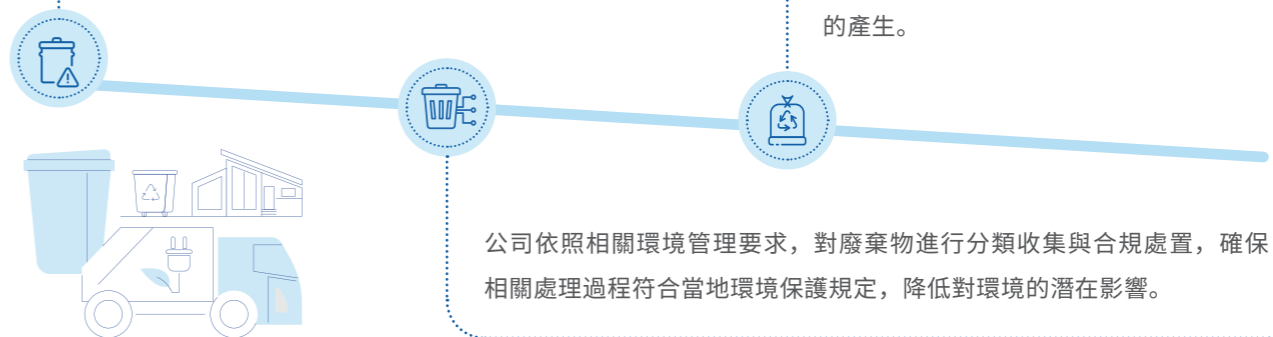 的產生。
公司依照相關環境管理要求，對廢棄物進行分類收集與合規處置，確保
相關處理過程符合當地環境保護規定，降低對環境的潛在影響。